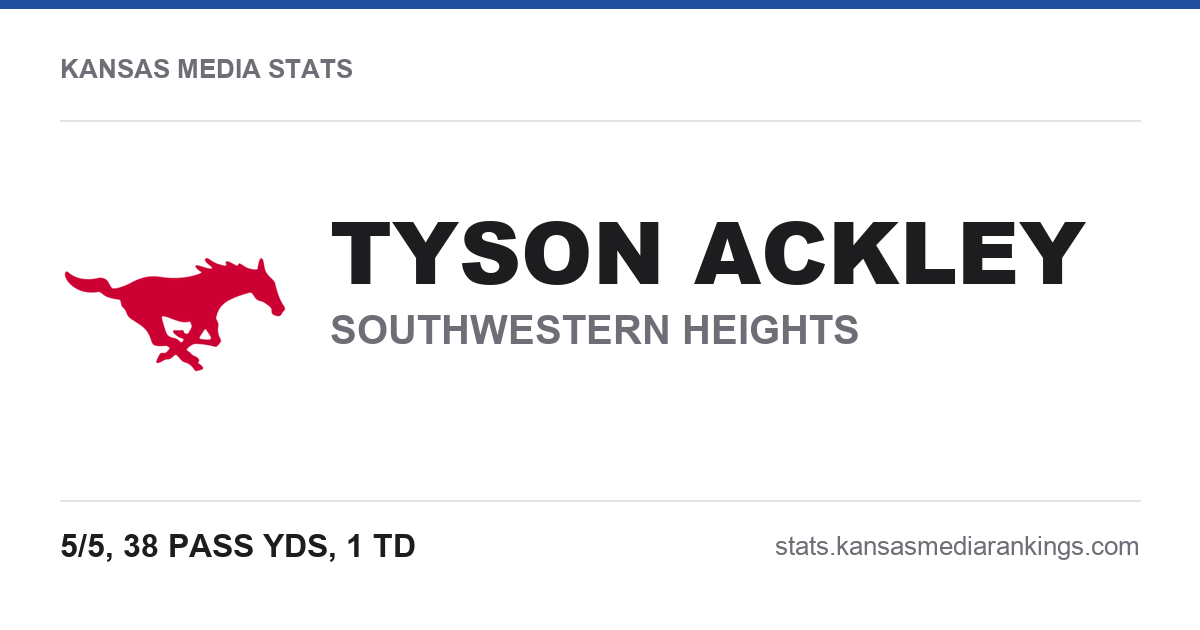 KANSAS MEDIA STATS
TYSON ACKLEY
SOUTHWESTERN HEIGHTS
5/5, 38 PASS YDS, 1 TD
stats.kansasmediarankings.com